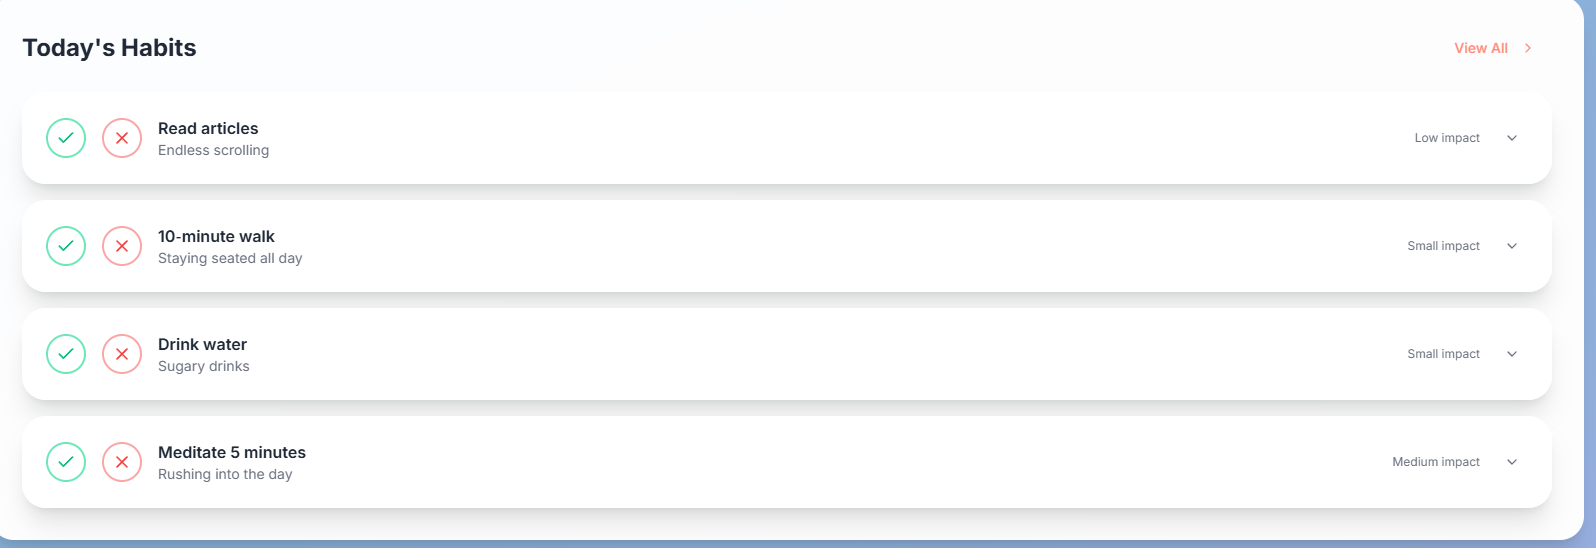 Today's Habits
View All
Read articles
Endless scrolling
Low impact
10-minute walk
Staying seated all day
Small impact
Drink water
Sugary drinks
Small impact
Meditate 5 minutes
Rushing into the day
Medium impact